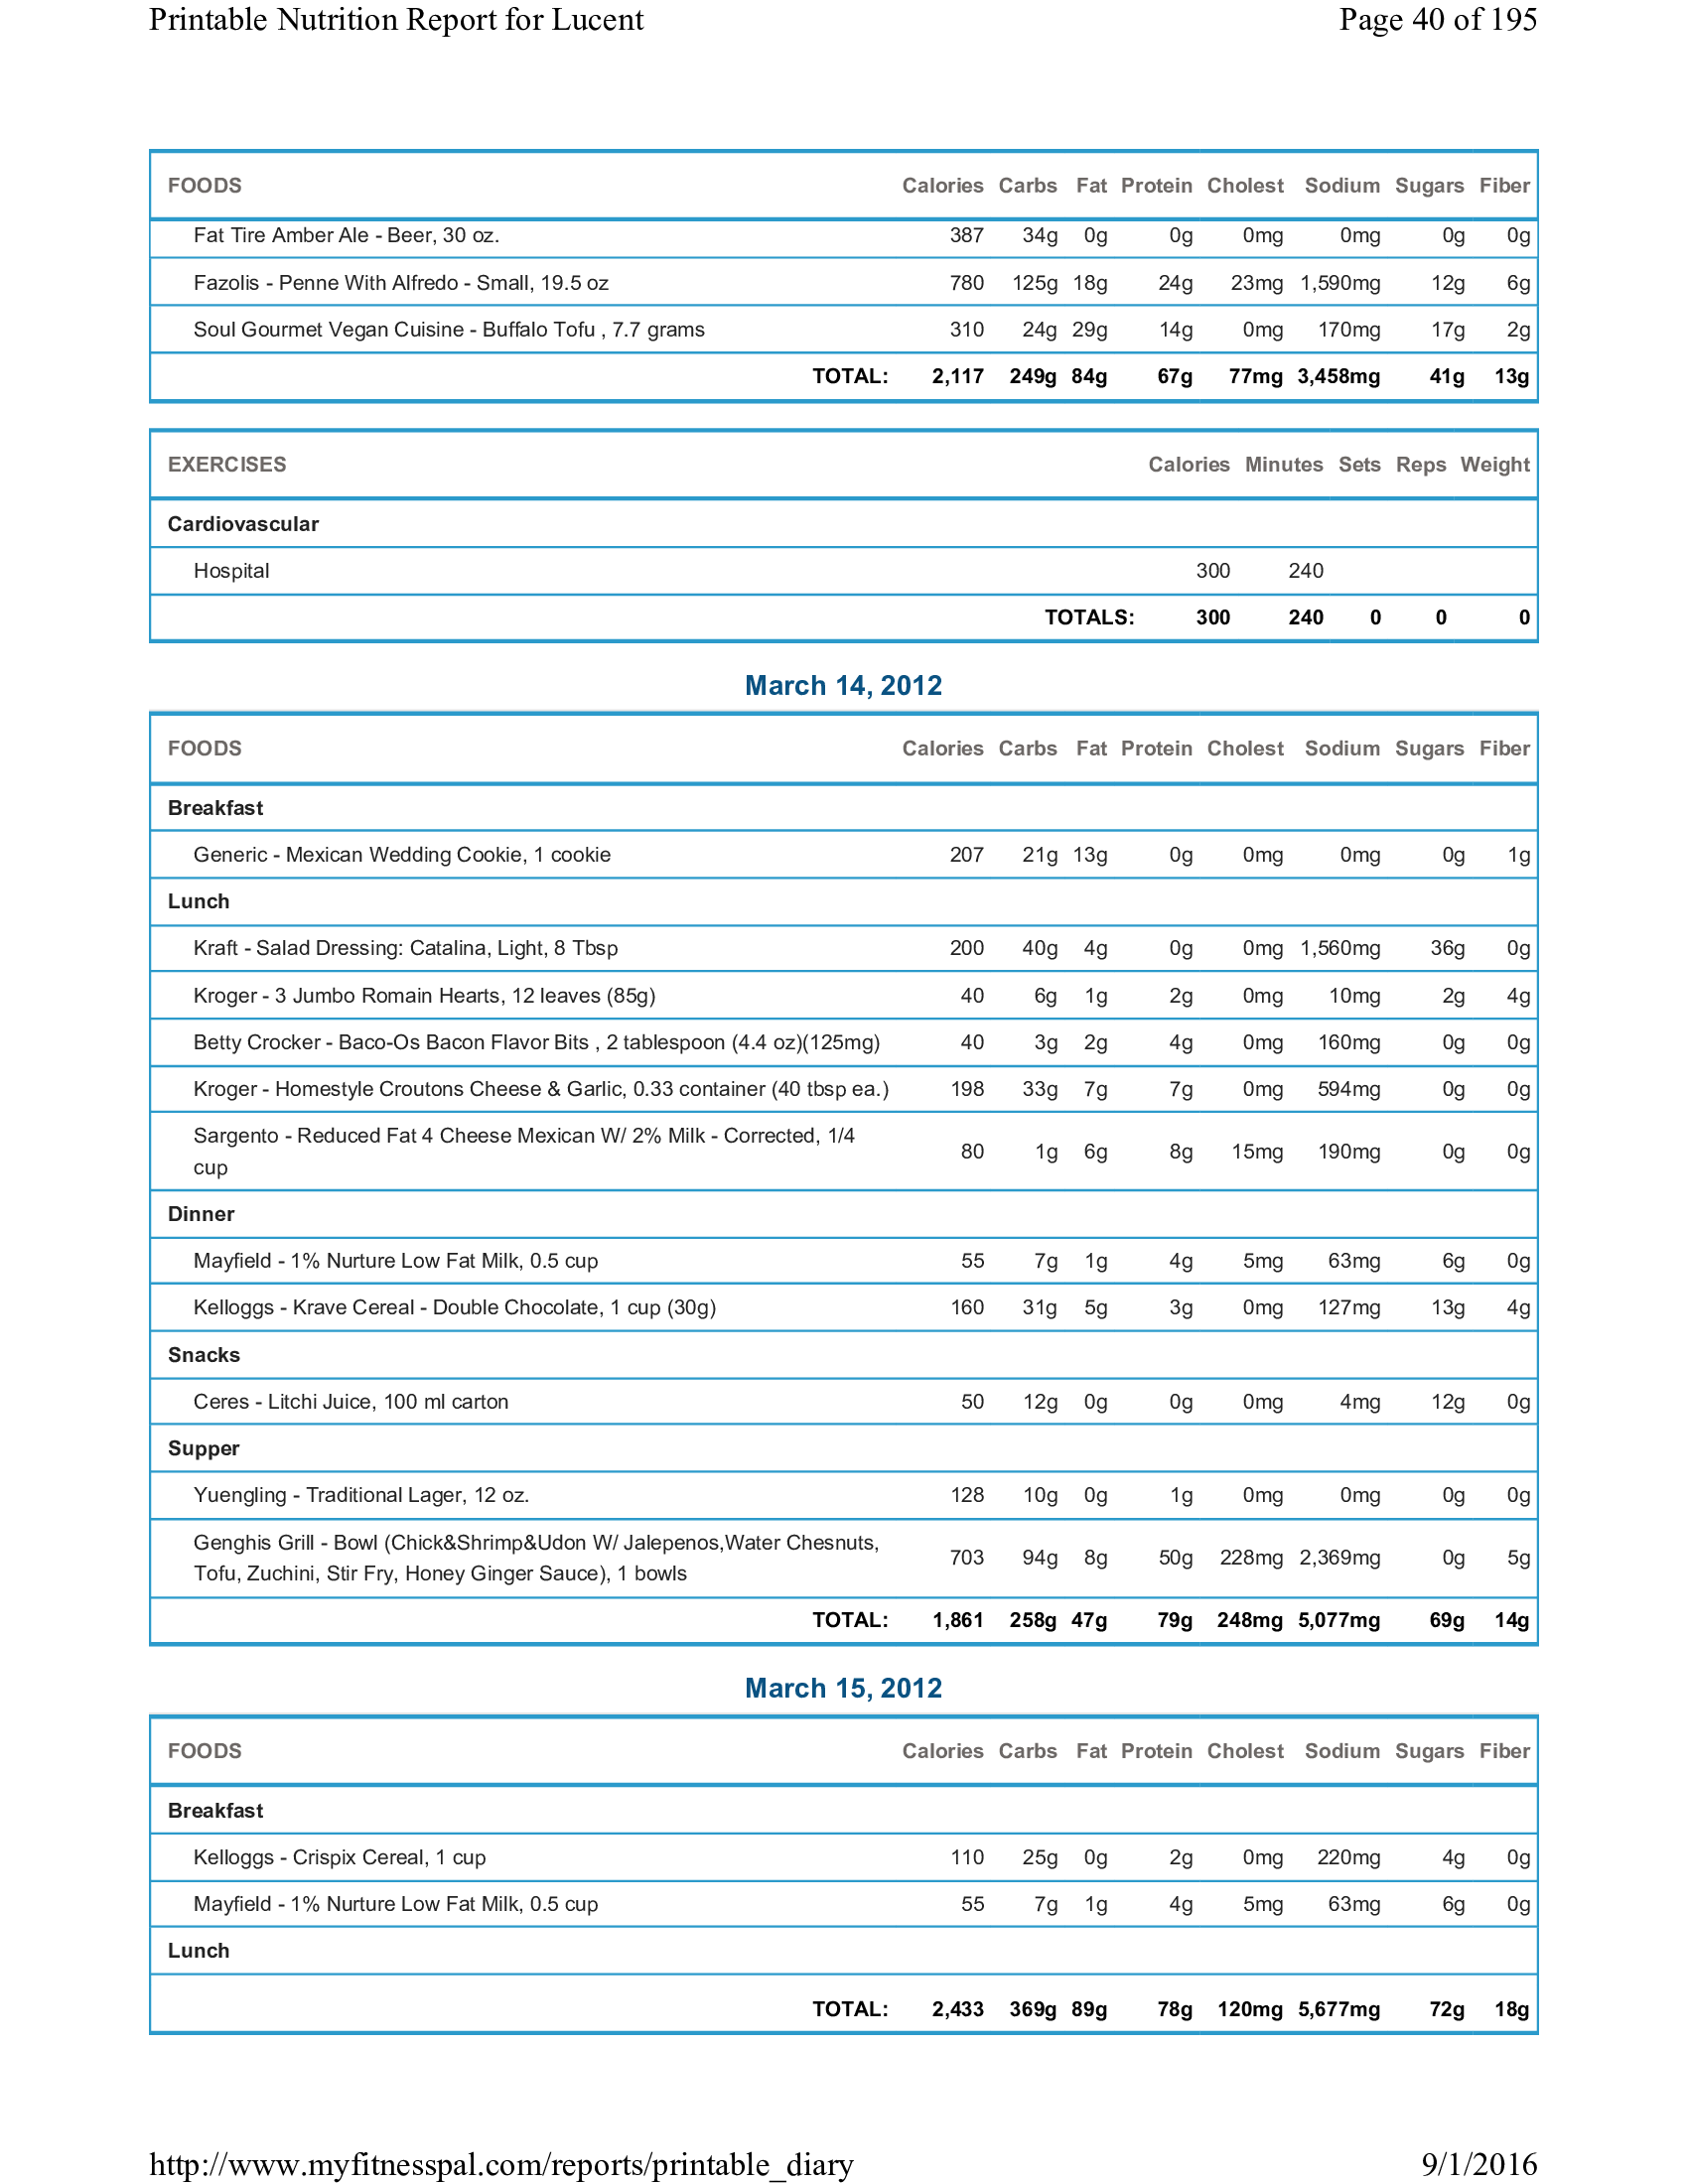 Printable Nutrition Report for Lucent Page 40 of 195
FOODS Calories Carbs Fat Protein Cholest Sodium Sugars Fiber
Fat Tire Amber Ale - Beer, 30 oz. 387 34g 0g 0g 0mg 0mg 0g 0g
Fazolis - Penne With Alfredo - Small, 19.5 oz 780 125g 18g 24g 23mg 1,590mg 12g 6g
Soul Gourmet Vegan Cuisine - Buffalo Tofu , 7.7 grams 310 24g 29g 14g 0mg 170mg 17g 2g
TOTAL: 2,117 249g 84g 67g 77mg 3,458mg 41g 13g
EXERCISES Calories Minutes Sets Reps Weight
Cardiovascular
Hospital 300 240
TOTALS: 300 240 0 0 0
March 14, 2012
FOODS Calories Carbs Fat Protein Cholest Sodium Sugars Fiber
Breakfast
Generic - Mexican Wedding Cookie, 1 cookie 207 21g 13g 0g 0mg 0mg 0g 1g
Lunch
Kraft - Salad Dressing: Catalina, Light, 8 Tbsp 200 40g 4g 0g 0mg 1,560mg 36g 0g
Kroger - 3 Jumbo Romain Hearts, 12 leaves (85g) 40 6g 1g 2g 0mg 10mg 2g 4g
Betty Crocker - Baco-Os Bacon Flavor Bits , 2 tablespoon (4.4 oz)(125mg) 40 3g 2g 4g 0mg 160mg 0g 0g
Kroger - Homestyle Croutons Cheese & Garlic, 0.33 container (40 tbsp ea.) 198 33g 7g 7g 0mg 594mg 0g 0g
Sargento - Reduced Fat 4 Cheese Mexican W/ 2% Milk - Corrected, 1/4
cup 80 1g 6g 8g 15mg 190mg 0g 0g
Dinner
Mayfield - 1% Nurture Low Fat Milk, 0.5 cup 55 7g 1g 4g 5mg 63mg 6g 0g
Kelloggs - Krave Cereal - Double Chocolate, 1 cup (30g) 160 31g 5g 3g 0mg 127mg 13g 4g
Snacks
Ceres - Litchi Juice, 100 ml carton 50 12g 0g 0g 0mg 4mg 12g 0g
Supper
Yuengling - Traditional Lager, 12 oz. 128 10g 0g 1g 0mg 0mg 0g 0g
Genghis Grill - Bowl (Chick&Shrimp&Udon W/ Jalepenos,Water Chesnuts,
Tofu, Zuchini, Stir Fry, Honey Ginger Sauce), 1 bowls 703 94g 8g 50g 228mg 2,369mg 0g 5g
TOTAL: 1,861 258g 47g 79g 248mg 5,077mg 69g 14g
March 15, 2012
FOODS Calories Carbs Fat Protein Cholest Sodium Sugars Fiber
Breakfast
Kelloggs - Crispix Cereal, 1 cup 110 25g 0g 2g 0mg 220mg 4g 0g
Mayfield - 1% Nurture Low Fat Milk, 0.5 cup 55 7g 1g 4g 5mg 63mg 6g 0g
Lunch
TOTAL: 2,433 369g 89g 78g 120mg 5,677mg 72g 18g
http://www.myfitnesspal.com/reports/printable_diary 9/1/2016